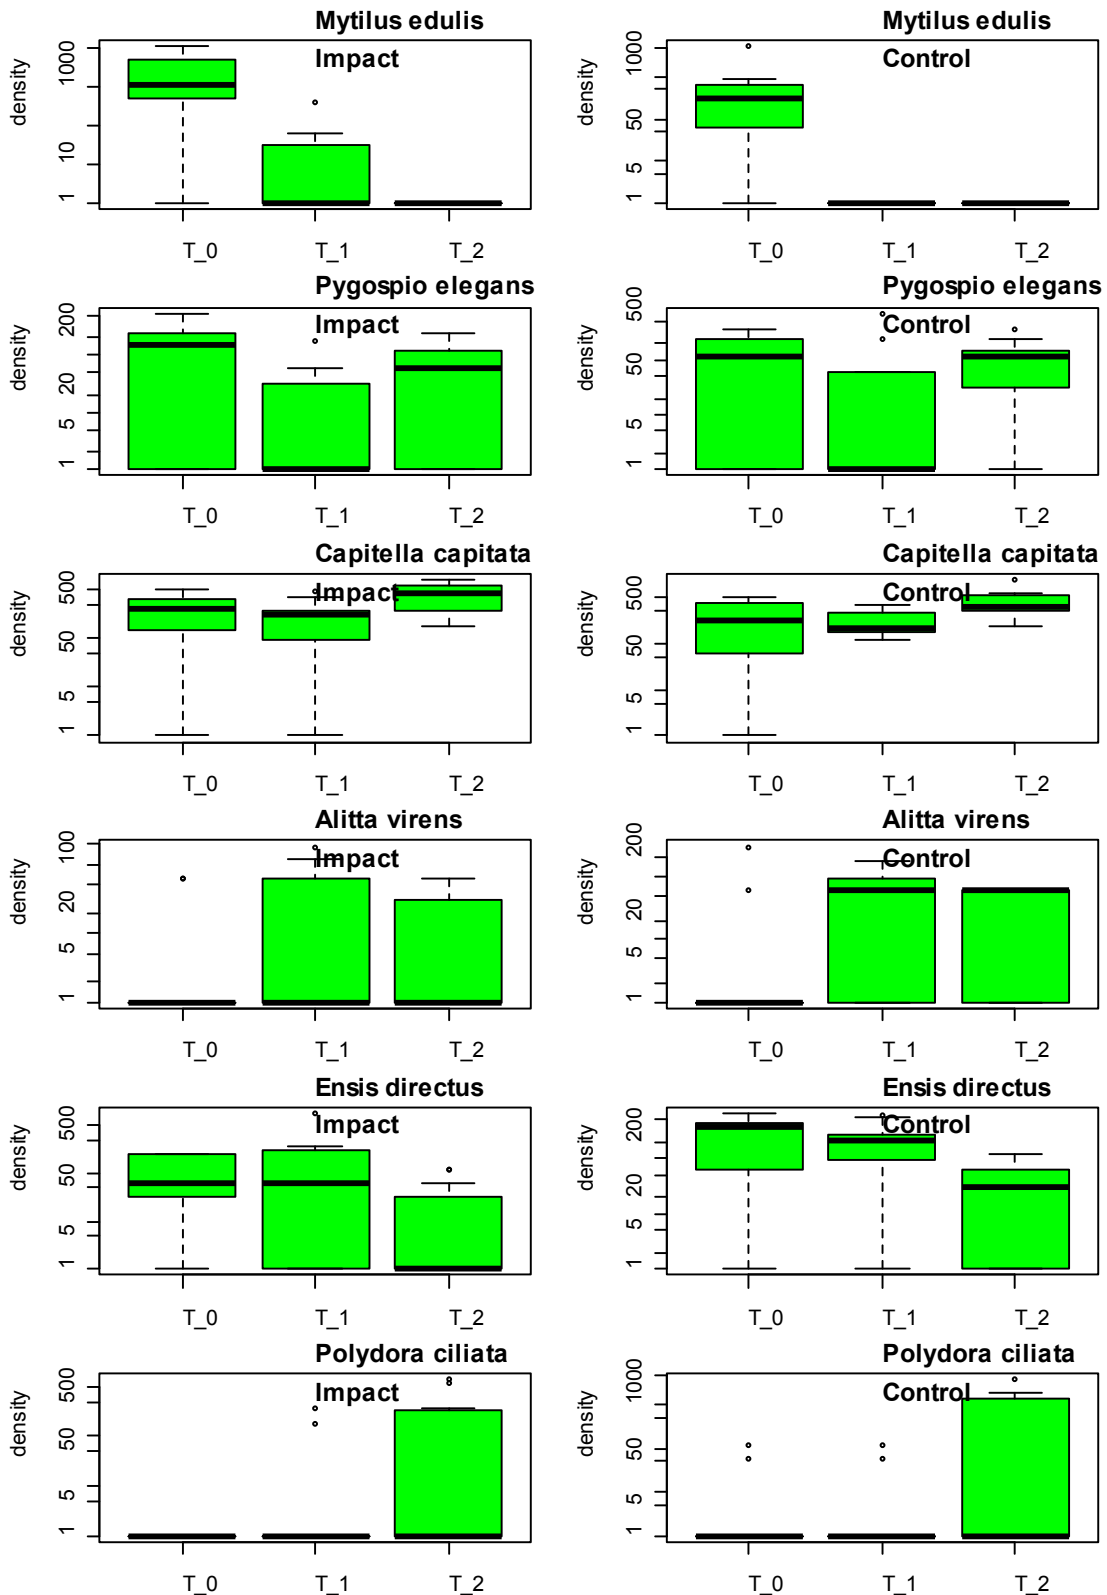 Mytilus edulis
Impact
density
1000
10
1
T_0 T_1 T_2
Mytilus edulis
Control
density
1000
50
5
1
T_0 T_1 T_2
Pygospio elegans
Impact
density
200
20
5
1
T_0 T_1 T_2
Pygospio elegans
Control
density
500
50
5
1
T_0 T_1 T_2
Capitella capitata
Impact
density
500
50
5
1
T_0 T_1 T_2
Capitella capitata
Control
density
500
50
5
1
T_0 T_1 T_2
Alitta virens
Impact
density
100
20
5
1
T_0 T_1 T_2
Alitta virens
Control
density
200
20
5
1
T_0 T_1 T_2
Ensis directus
Impact
density
500
50
5
1
T_0 T_1 T_2
Ensis directus
Control
density
200
20
5
1
T_0 T_1 T_2
Polydora ciliata
Impact
density
500
50
5
1
T_0 T_1 T_2
Polydora ciliata
Control
density
1000
50
5
1
T_0 T_1 T_2